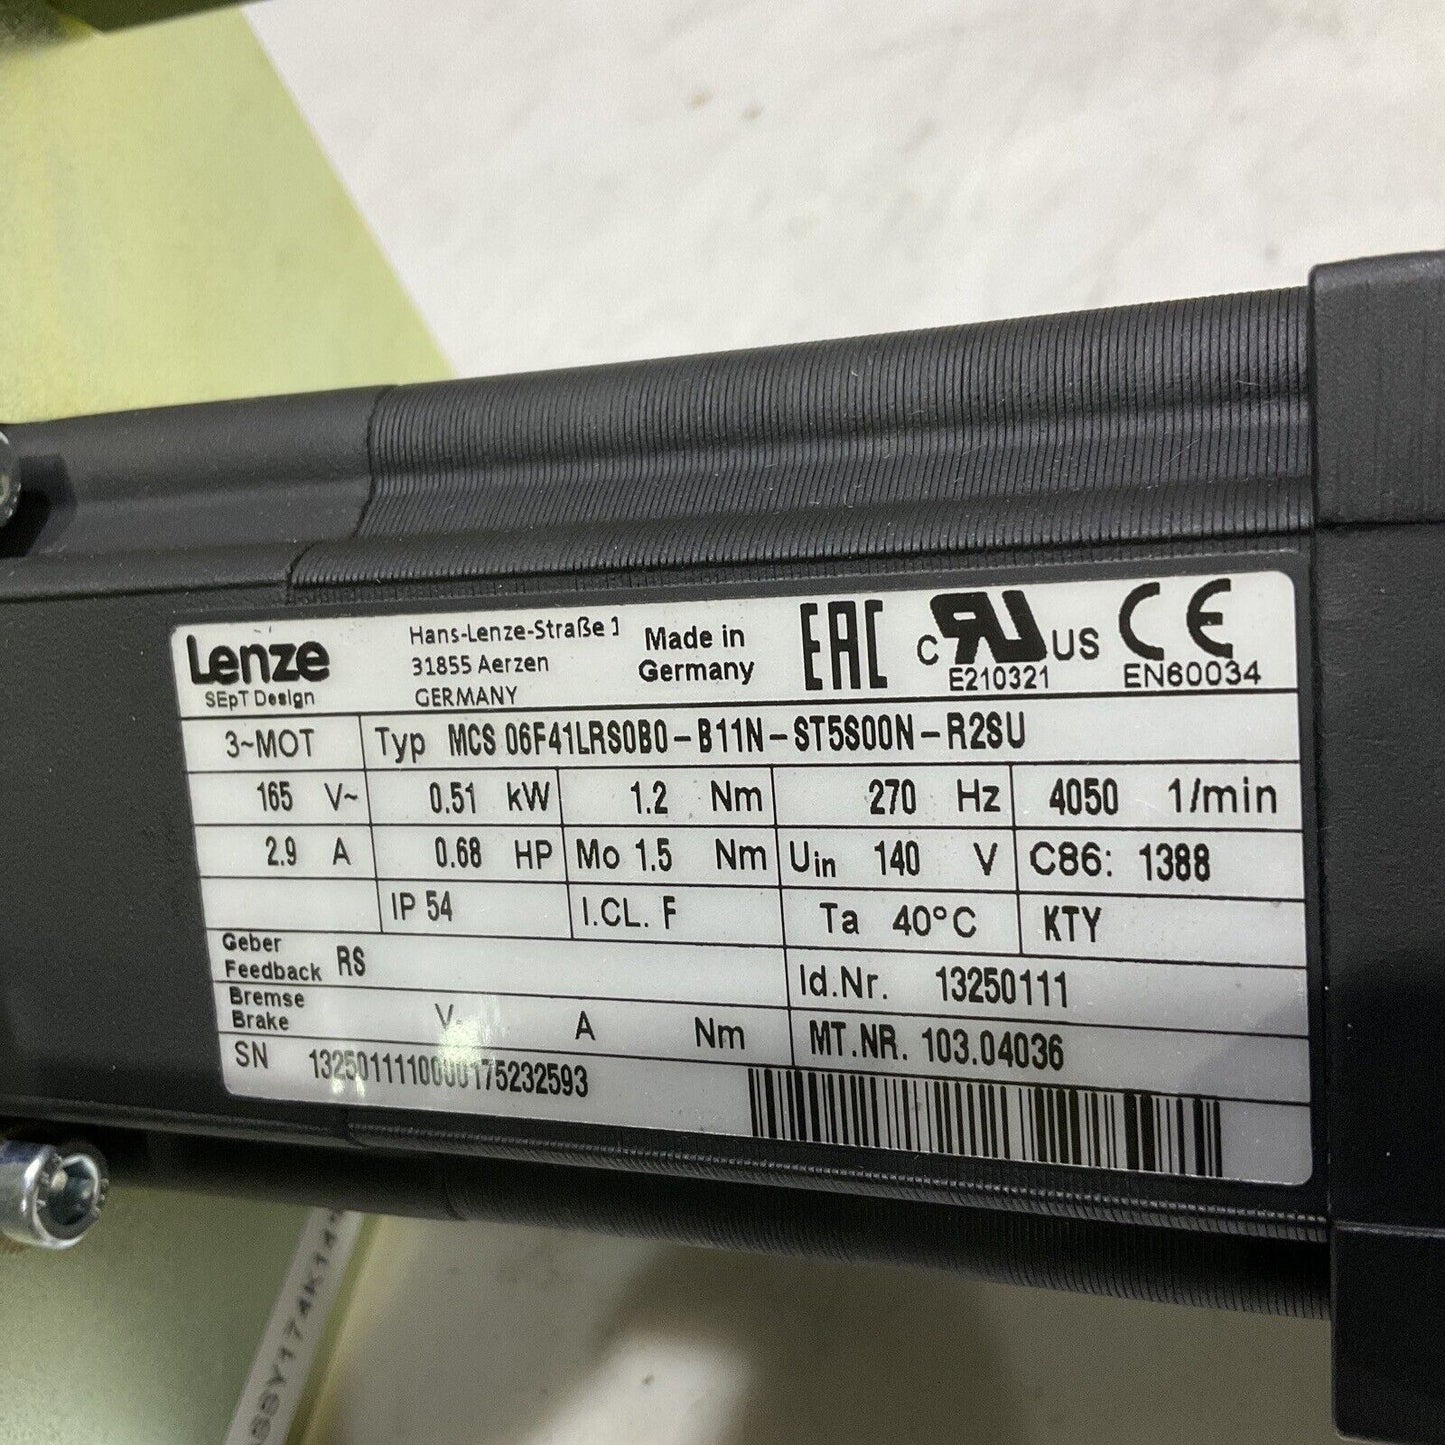 Lenze
SEpT Design
Hans-Lenze-Straße 1
31855 Aerzen
GERMANY
Made in
Germany
EAC
c RU US
E210321
CE
EN60034
3~MOT Typ MCS 06F41LRS0B0-B11N-ST5S00N-R2SU
165 V~ 0.51 kW 1.2 Nm 270 Hz 4050 1/min
2.9 A 0.68 HP Mo 1.5 Nm Uin 140 V C86: 1388
IP 54 I.CL. F Ta 40°C KTY
Geber
Feedback RS
Id.Nr. 13250111
Bremse
Brake V A Nm
MT.NR. 103.04036
SN 1325011110000175232593